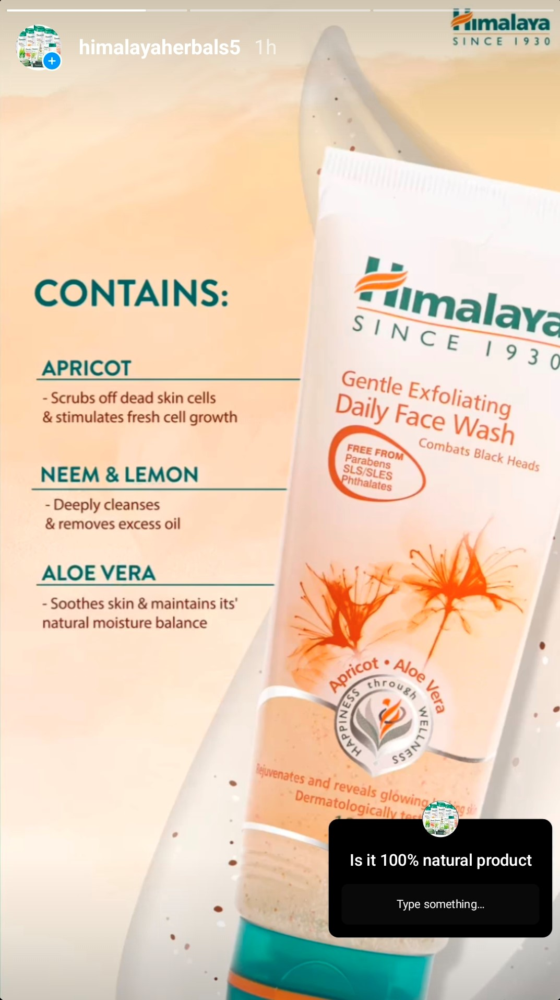 Himalaya
SINCE 1930
himalayaherbals5 1h
CONTAINS:
APRICOT
- Scrubs off dead skin cells
& stimulates fresh cell growth
NEEM & LEMON
- Deeply cleanses
& removes excess oil
ALOE VERA
- Soothes skin & maintains its'
natural moisture balance
Himalaya
SINCE 1930
Gentle Exfoliating
Daily Face Wash
Combats Black Heads
FREE FROM
Parabens
SLS/SLES
Phthalates
Apricot • Aloe Vera
HAPPINESS through WELLNESS
Rejuvenates and reveals glowing
Dermatologically
Is it 100% natural product
Type something...